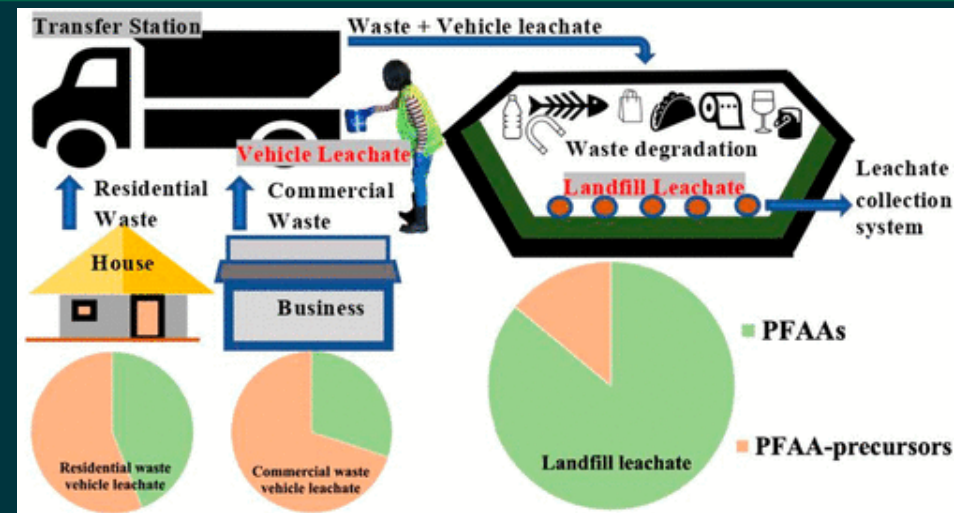 Transfer Station
Waste + Vehicle leachate
Vehicle Leachate
Waste degradation
Landfill Leachate
Leachate
collection
system
Residential
Waste
Commercial
Waste
House
Business
PFAAs
PFAA-precursors
Residential waste
vehicle leachate
Commercial waste
vehicle leachate
Landfill leachate